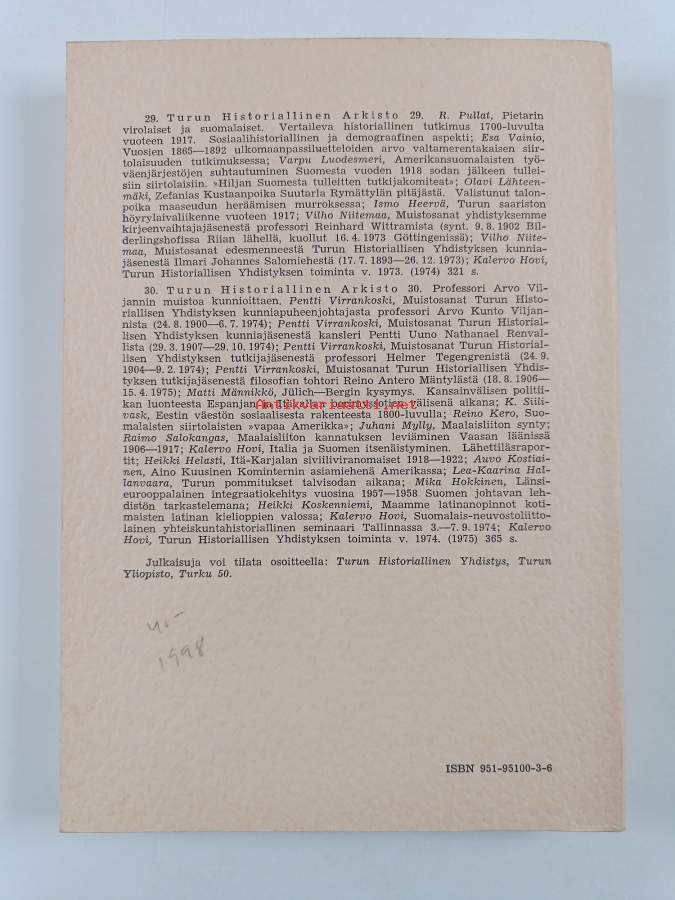 29. Turun Historiallinen Arkisto 29. R. Pullat, Pietarin
virolaiset ja suomalaiset. Vertaileva historiallinen tutkimus 1700-luvulta
vuoteen 1917. Sosiaalihistoriallinen ja demograafinen aspekti; Esa Vainio,
Vuosien 1865—1892 ulkomaanpassiluetteloiden arvo valtamerentakaisen siir-
tolaisuuden tutkimuksessa; Varpu Luodesmeri, Amerikansuomalaisten työ-
väenjärjestöjen suhtautuminen Suomesta vuoden 1918 sodan jälkeen tullei-
siin siirtolaisiin. »Hiljan Suomesta tulleitten tutkijakomiteat»; Olavi Lähteen-
mäki, Zefanias Kustaanpoika Suutarla Rymättylän pitäjästä. Valistunut talon-
poika maaseudun heräämisen murroksessa; Ismo Heervä, Turun saariston
höyrylaivaliikenne vuoteen 1917; Vilho Niitemaa, Muistosanat yhdistyksemme
kirjeenvaihtajajäsenestä professori Reinhard Wittramista (synt. 9. 8. 1902 Bil-
derlingshofissa Riian lähellä, kuollut 16. 4. 1973 Göttingenissä); Vilho Niite-
maa, Muistosanat edesmenneestä Turun Historiallisen Yhdistyksen kunnia-
jäsenestä Ilmari Johannes Salomiehestä (17. 7. 1893—26. 12. 1973); Kalervo Hovi,
Turun Historiallisen Yhdistyksen toiminta v. 1973. (1974) 321 s.
30. Turun Historiallinen Arkisto 30. Professori Arvo Vil-
jannin muistoa kunnioittaen. Pentti Virrankoski, Muistosanat Turun Histo-
riallisen Yhdistyksen kunniapuheenjohtajasta professori Arvo Kunto Viljan-
nista (24. 8. 1900—6. 7. 1974); Pentti Virrankoski, Muistosanat Turun Historial-
lisen Yhdistyksen kunniajäsenestä kansleri Pentti Uuno Nathanael Renval-
lista (29. 3. 1907—29. 10. 1974); Pentti Virrankoski, Muistosanat Turun Historial-
lisen Yhdistyksen tutkijajäsenestä professori Helmer Tegengrenistä (24. 9.
1904—9. 2. 1974); Pentti Virrankoski, Muistosanat Turun Historiallisen Yhdis-
tyksen tutkijajäsenestä filosofian tohtori Reino Antero Mäntylästä (18. 8. 1906—
15. 4. 1975); Matti Männikkö, Jülich—Bergin kysymys. Kansainvälisen politii-
kan luonteesta Espanjan ja Itävallan perintösotien välisenä aikana; K. Siili-
vask, Eestin väestön sosiaalisesta rakenteesta 1800-luvulla; Reino Kero, Suo-
malaisten siirtolaisten »vapaa Amerikka»; Juhani Mylly, Maalaisliiton synty;
Raimo Salokangas, Maalaisliiton kannatuksen leviäminen Vaasan läänissä
1906—1917; Kalervo Hovi, Italia ja Suomen itsenäistyminen. Lähettiläsrapor-
tit; Heikki Helasti, Itä-Karjalan siviiliviranomaiset 1918—1922; Auvo Kostiai-
nen, Aino Kuusinen Kominternin asiamiehenä Amerikassa; Lea-Kaarina Hal-
lanvaara, Turun pommitukset talvisodan aikana; Mika Hokkinen, Länsi-
eurooppalainen integraatiokehitys vuosina 1957—1958 Suomen johtavan leh-
distön tarkastelemana; Heikki Koskenniemi, Maamme latinanopinnot koti-
maisten latinan kielioppien valossa; Kalervo Hovi, Suomalais-neuvostoliitto-
lainen yhteiskuntahistoriallinen seminaari Tallinnassa 3.—7. 9. 1974; Kalervo
Hovi, Turun Historiallisen Yhdistyksen toiminta v. 1974. (1975) 365 s.
Julkaisuja voi tilata osoitteella: Turun Historiallinen Yhdistys, Turun
Yliopisto, Turku 50.
Antikvariaatti.net
1998
ISBN 951-95100-3-6